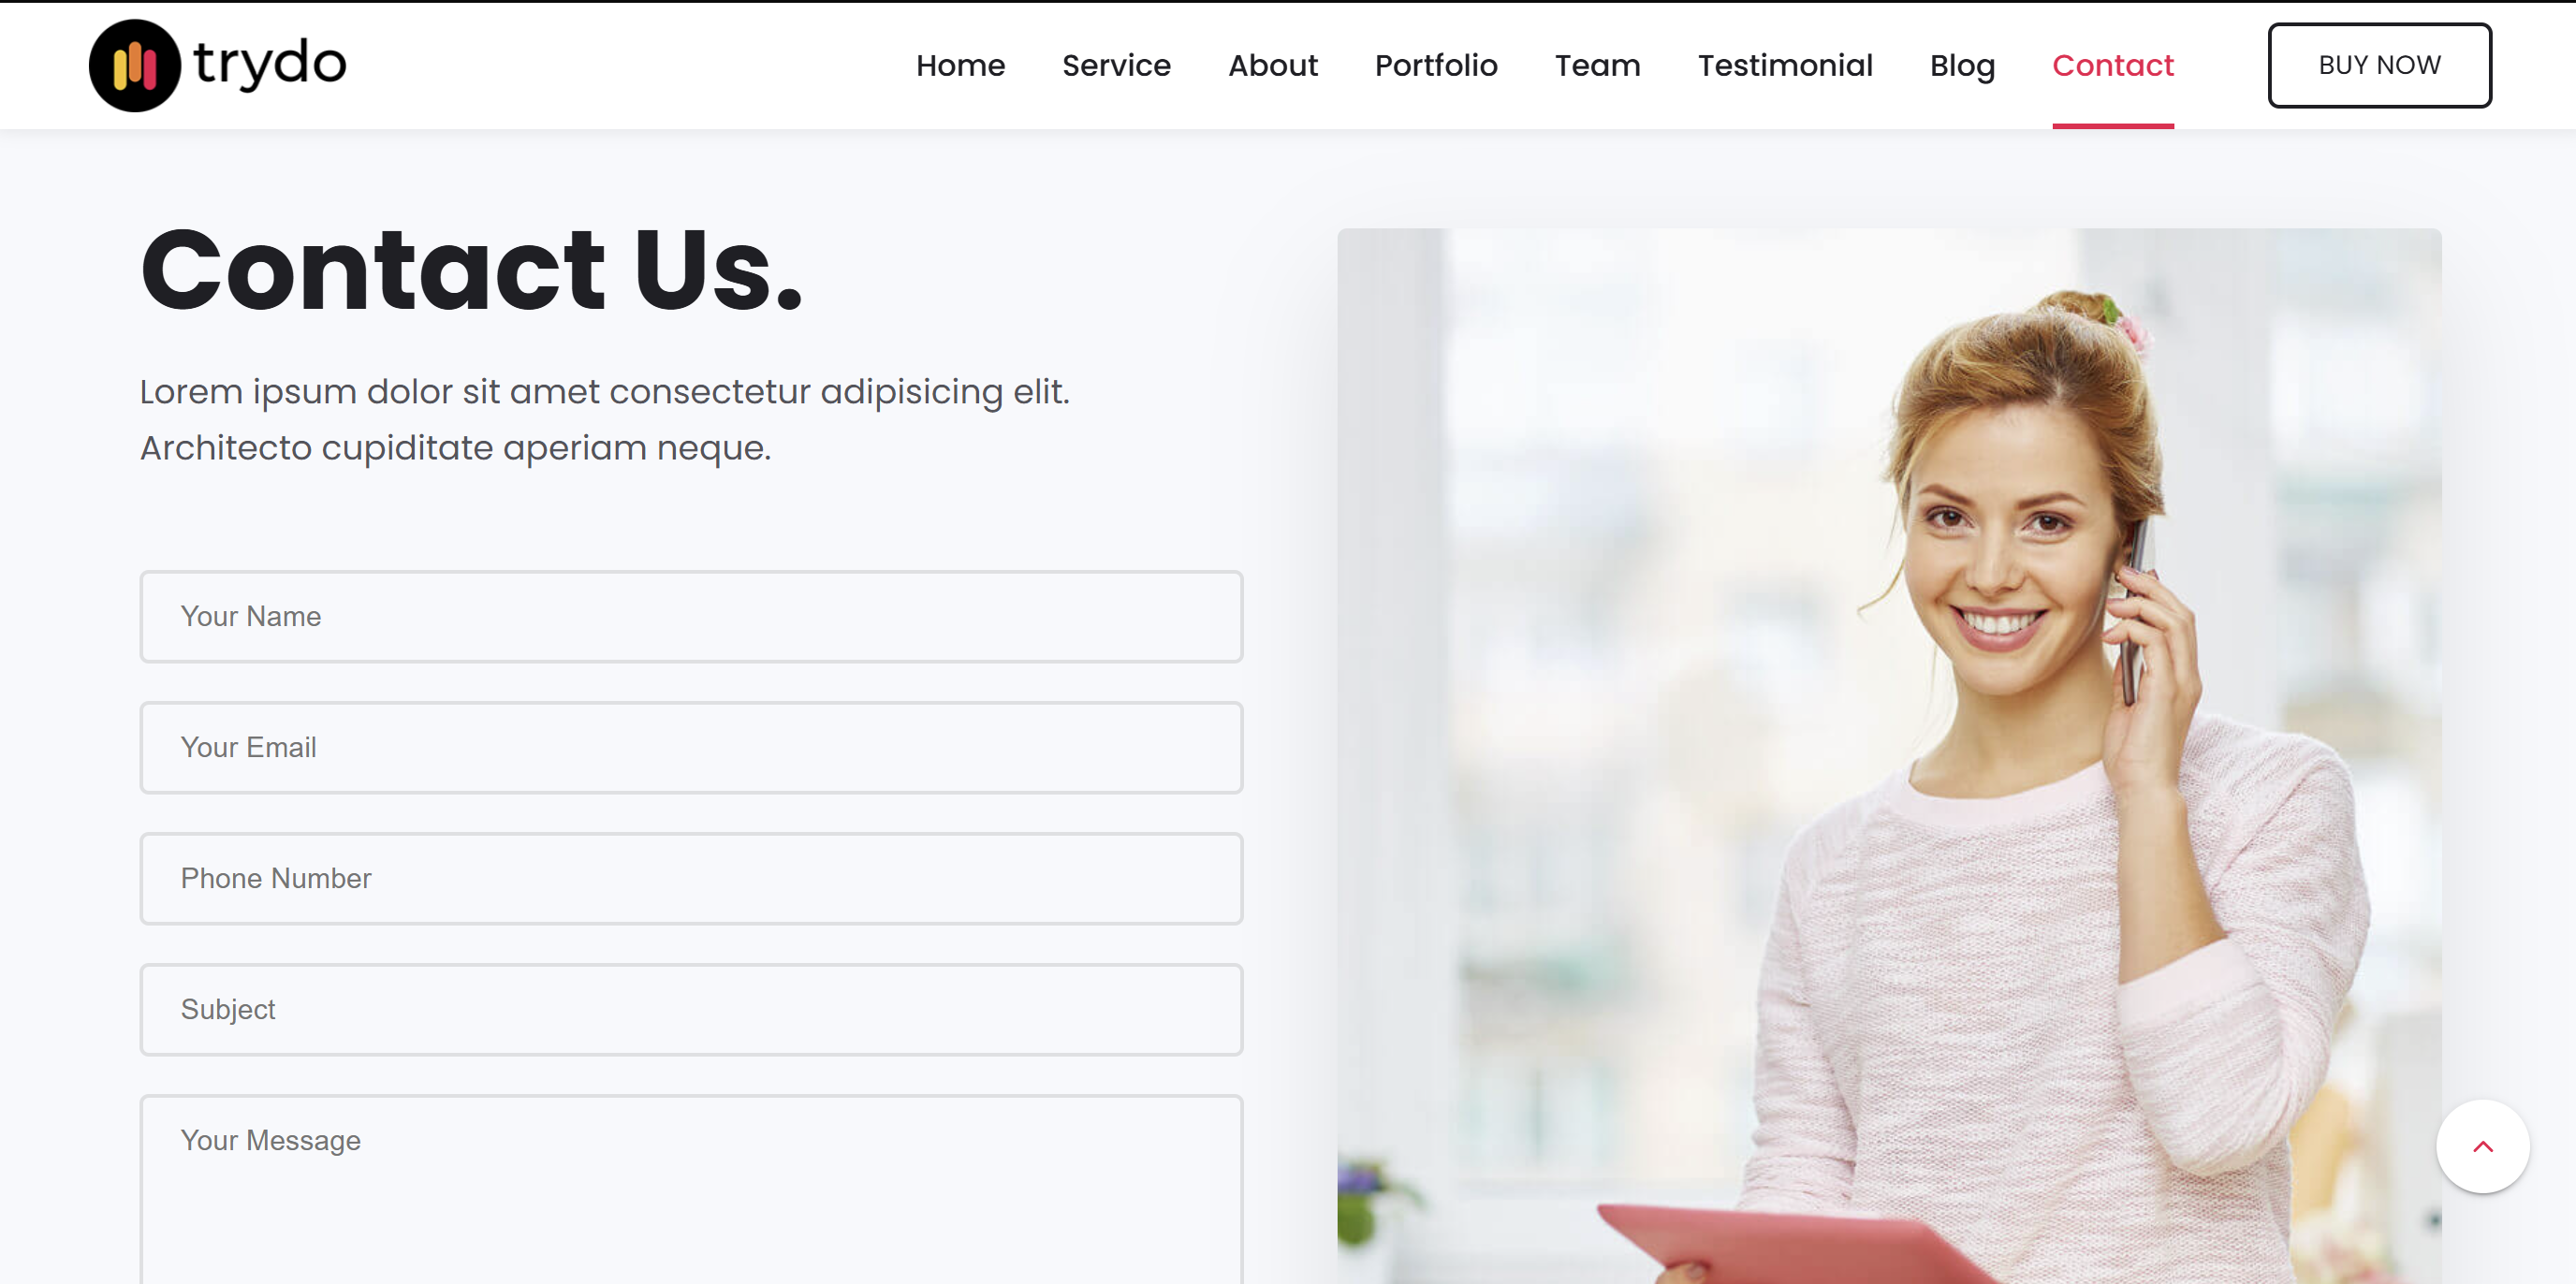 trydo
Home Service About Portfolio Team Testimonial Blog Contact BUY NOW
Contact Us.
Lorem ipsum dolor sit amet consectetur adipisicing elit.
Architecto cupiditate aperiam neque.
Your Name
Your Email
Phone Number
Subject
Your Message